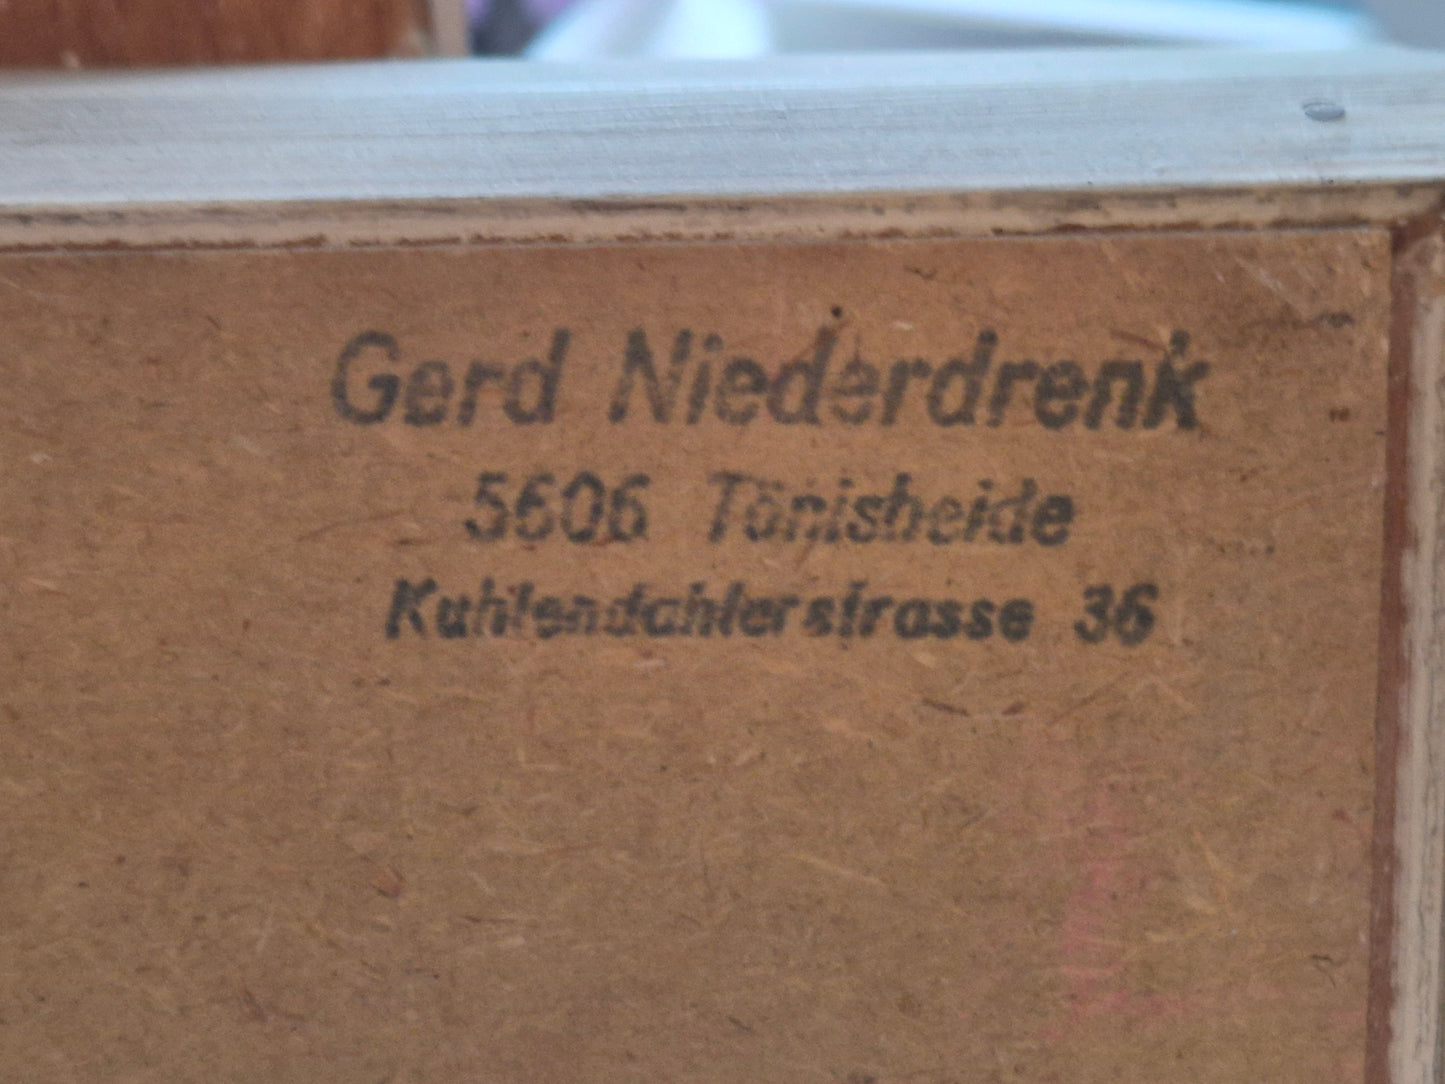 Gerd Niederdrenk
5606 Tönisheide
Kuhlendahlerstrasse 36